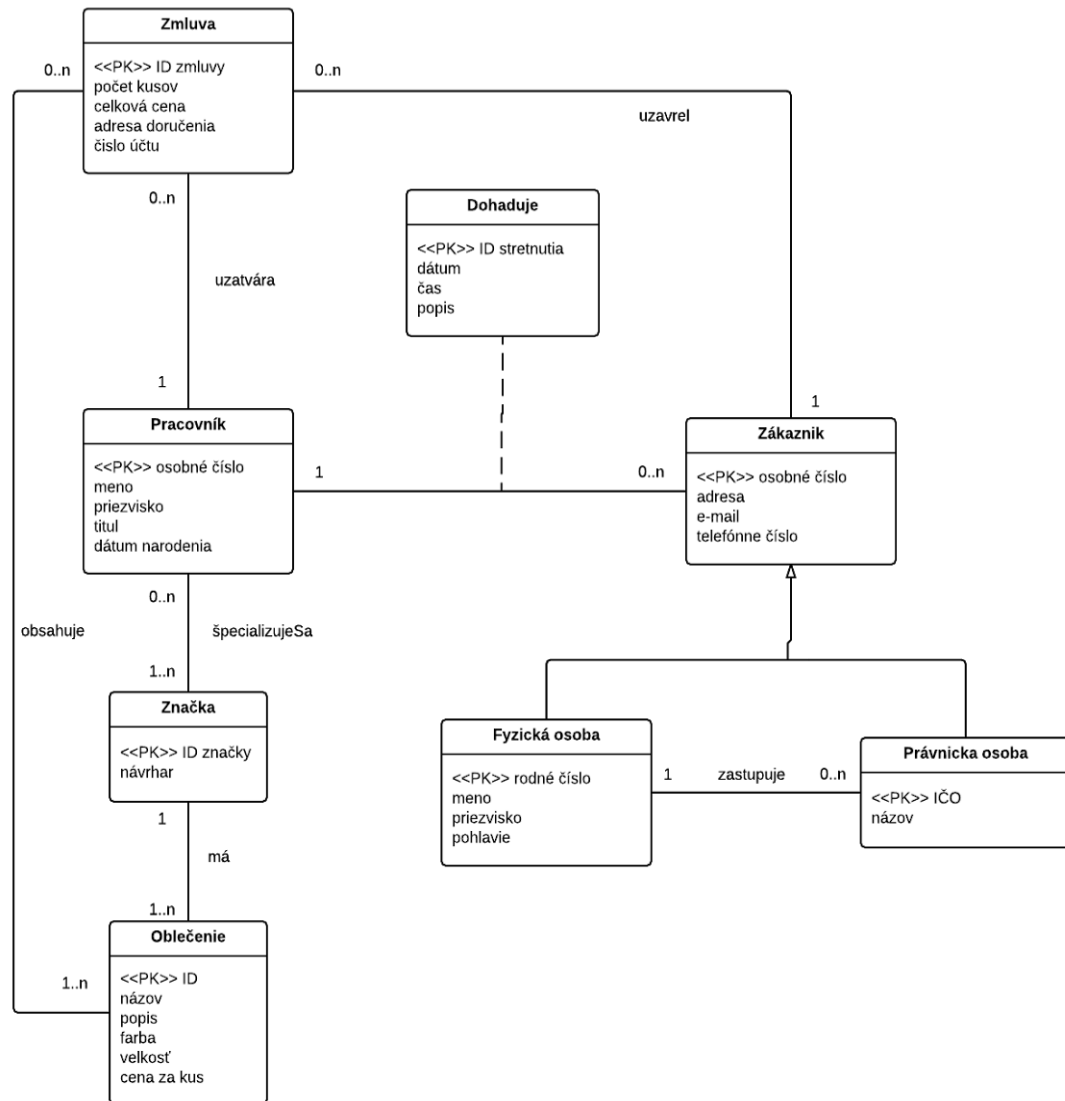 Zmluva
<<PK>> ID zmluvy
počet kusov
celková cena
adresa doručenia
čislo účtu
0..n
0..n
uzavrel
0..n
Dohaduje
<<PK>> ID stretnutia
dátum
čas
popis
uzatvára
1
1
Pracovník
<<PK>> osobné číslo
meno
priezvisko
titul
dátum narodenia
1
0..n
Zákaznik
<<PK>> osobné číslo
adresa
e-mail
telefónne číslo
0..n
obsahuje
špecializujeSa
1..n
Značka
<<PK>> ID značky
návrhar
1
má
1..n
Fyzická osoba
<<PK>> rodné číslo
meno
priezvisko
pohlavie
1
zastupuje
0..n
Právnicka osoba
<<PK>> IČO
názov
Oblečenie
<<PK>> ID
názov
popis
farba
velkosť
cena za kus
1..n